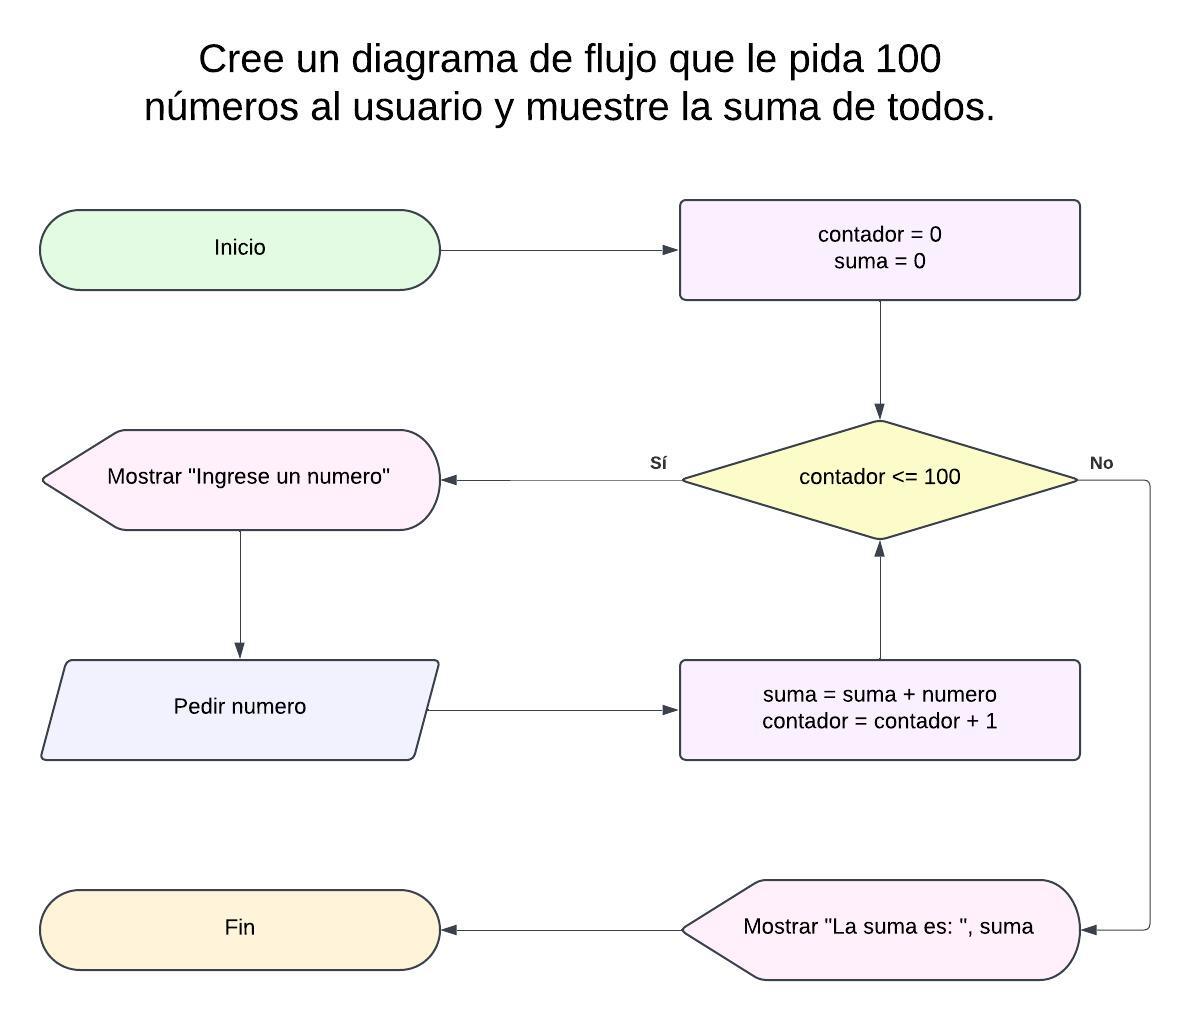 Cree un diagrama de flujo que le pida 100
números al usuario y muestre la suma de todos.
Inicio
contador = 0
suma = 0
contador <= 100
Sí
No
Mostrar "Ingrese un numero"
Pedir numero
suma = suma + numero
contador = contador + 1
Mostrar "La suma es: ", suma
Fin